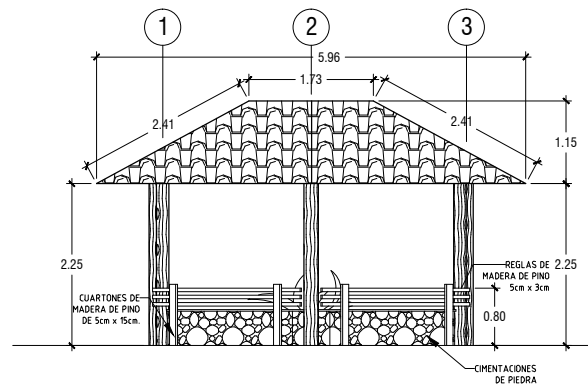 1
2
3
5.96
1.73
2.41
2.41
1.15
2.25
2.25
REGLAS DE
MADERA DE PINO
5cm x 3cm
CUARTONES DE
MADERA DE PINO
DE 5cm x 15cm.
0.80
CIMENTACIONES
DE PIEDRA